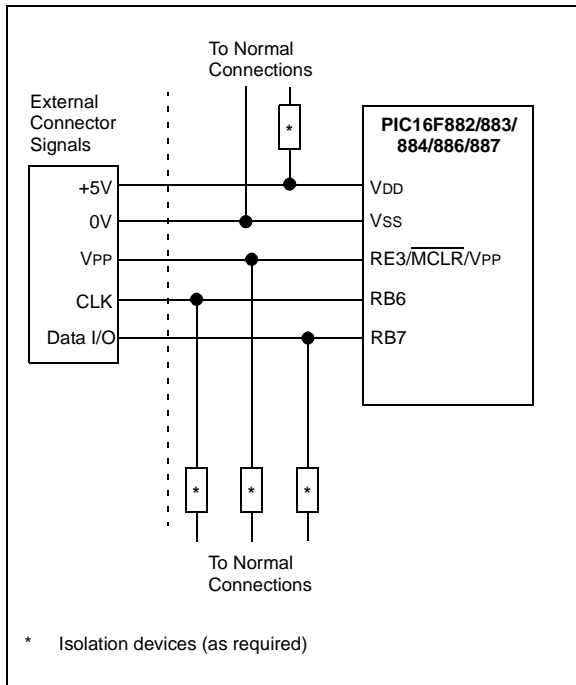 To Normal
Connections
External
Connector
Signals
*
PIC16F882/883/
884/886/887
+5V
VDD
0V
VSS
VPP
RE3/MCLR/VPP
CLK
RB6
Data I/O
RB7
* * *
To Normal
Connections
* Isolation devices (as required)